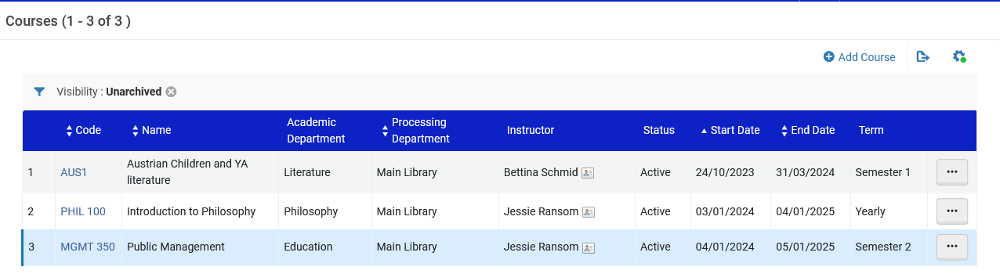 Courses (1 - 3 of 3 )
Add Course
Visibility : Unarchived
Code Name Academic Department Processing Department Instructor Status Start Date End Date Term
1 AUS1 Austrian Children and YA literature Literature Main Library Bettina Schmid Active 24/10/2023 31/03/2024 Semester 1
2 PHIL 100 Introduction to Philosophy Philosophy Main Library Jessie Ransom Active 03/01/2024 04/01/2025 Yearly
3 MGMT 350 Public Management Education Main Library Jessie Ransom Active 04/01/2024 05/01/2025 Semester 2